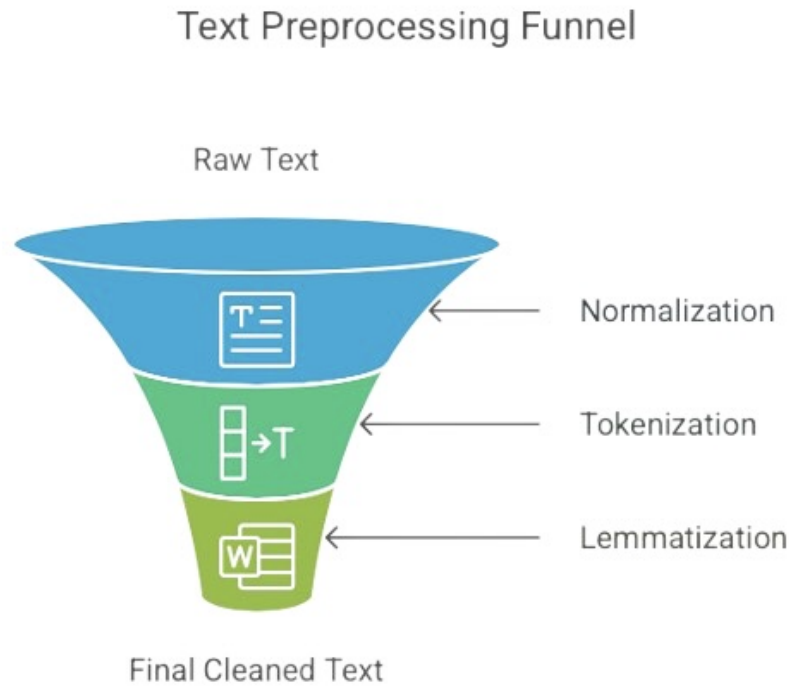 Text Preprocessing Funnel
Raw Text
T
Normalization
T
Tokenization
W
Lemmatization
Final Cleaned Text